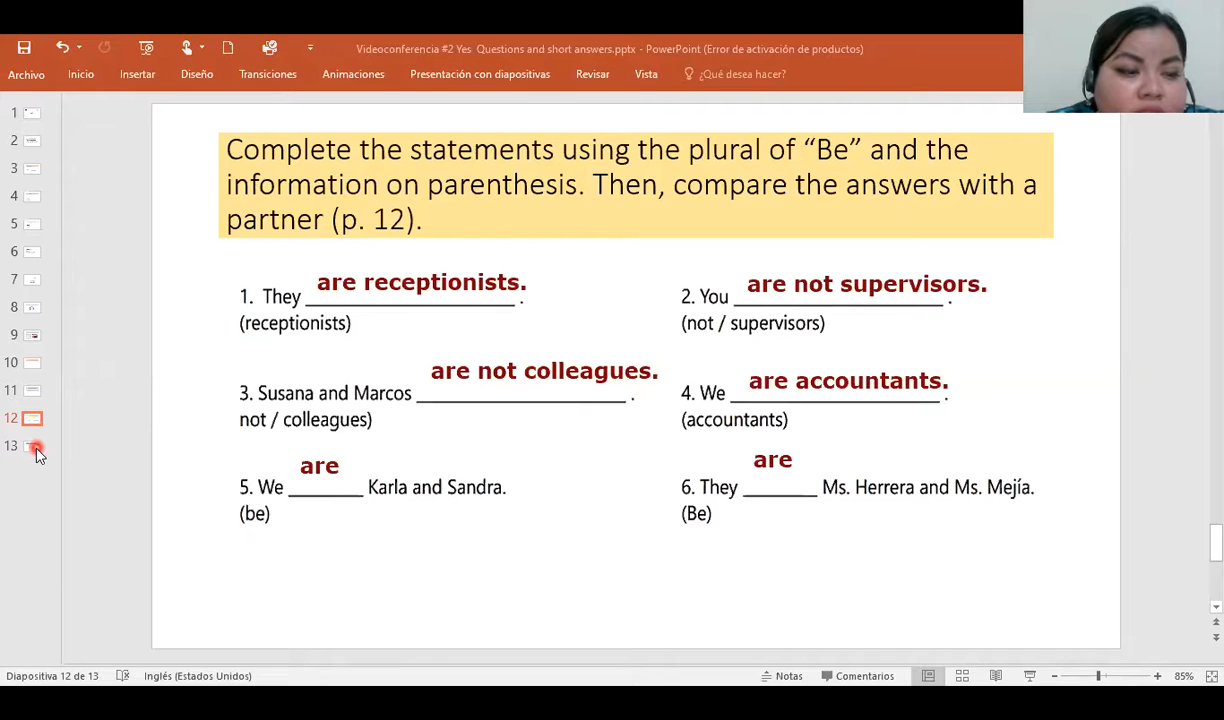 Videoconferencia #2 Yes Questions and short answers.pptx - PowerPoint (Error de activación de productos)
Archivo Inicio Insertar Diseño Transiciones Animaciones Presentación con diapositivas Revisar Vista ¿Qué desea hacer?
1
2
3
4
5
6
7
8
9
10
11
12
13
Complete the statements using the plural of “Be” and the
information on parenthesis. Then, compare the answers with a
partner (p. 12).
are receptionists.
1. They ____________________ .
(receptionists)
are not supervisors.
2. You ____________________ .
(not / supervisors)
are not colleagues.
3. Susana and Marcos ____________________ .
not / colleagues)
are accountants.
4. We ____________________ .
(accountants)
are
5. We _______ Karla and Sandra.
(be)
are
6. They _______ Ms. Herrera and Ms. Mejía.
(Be)
Diapositiva 12 de 13 Inglés (Estados Unidos) Notas Comentarios 85%